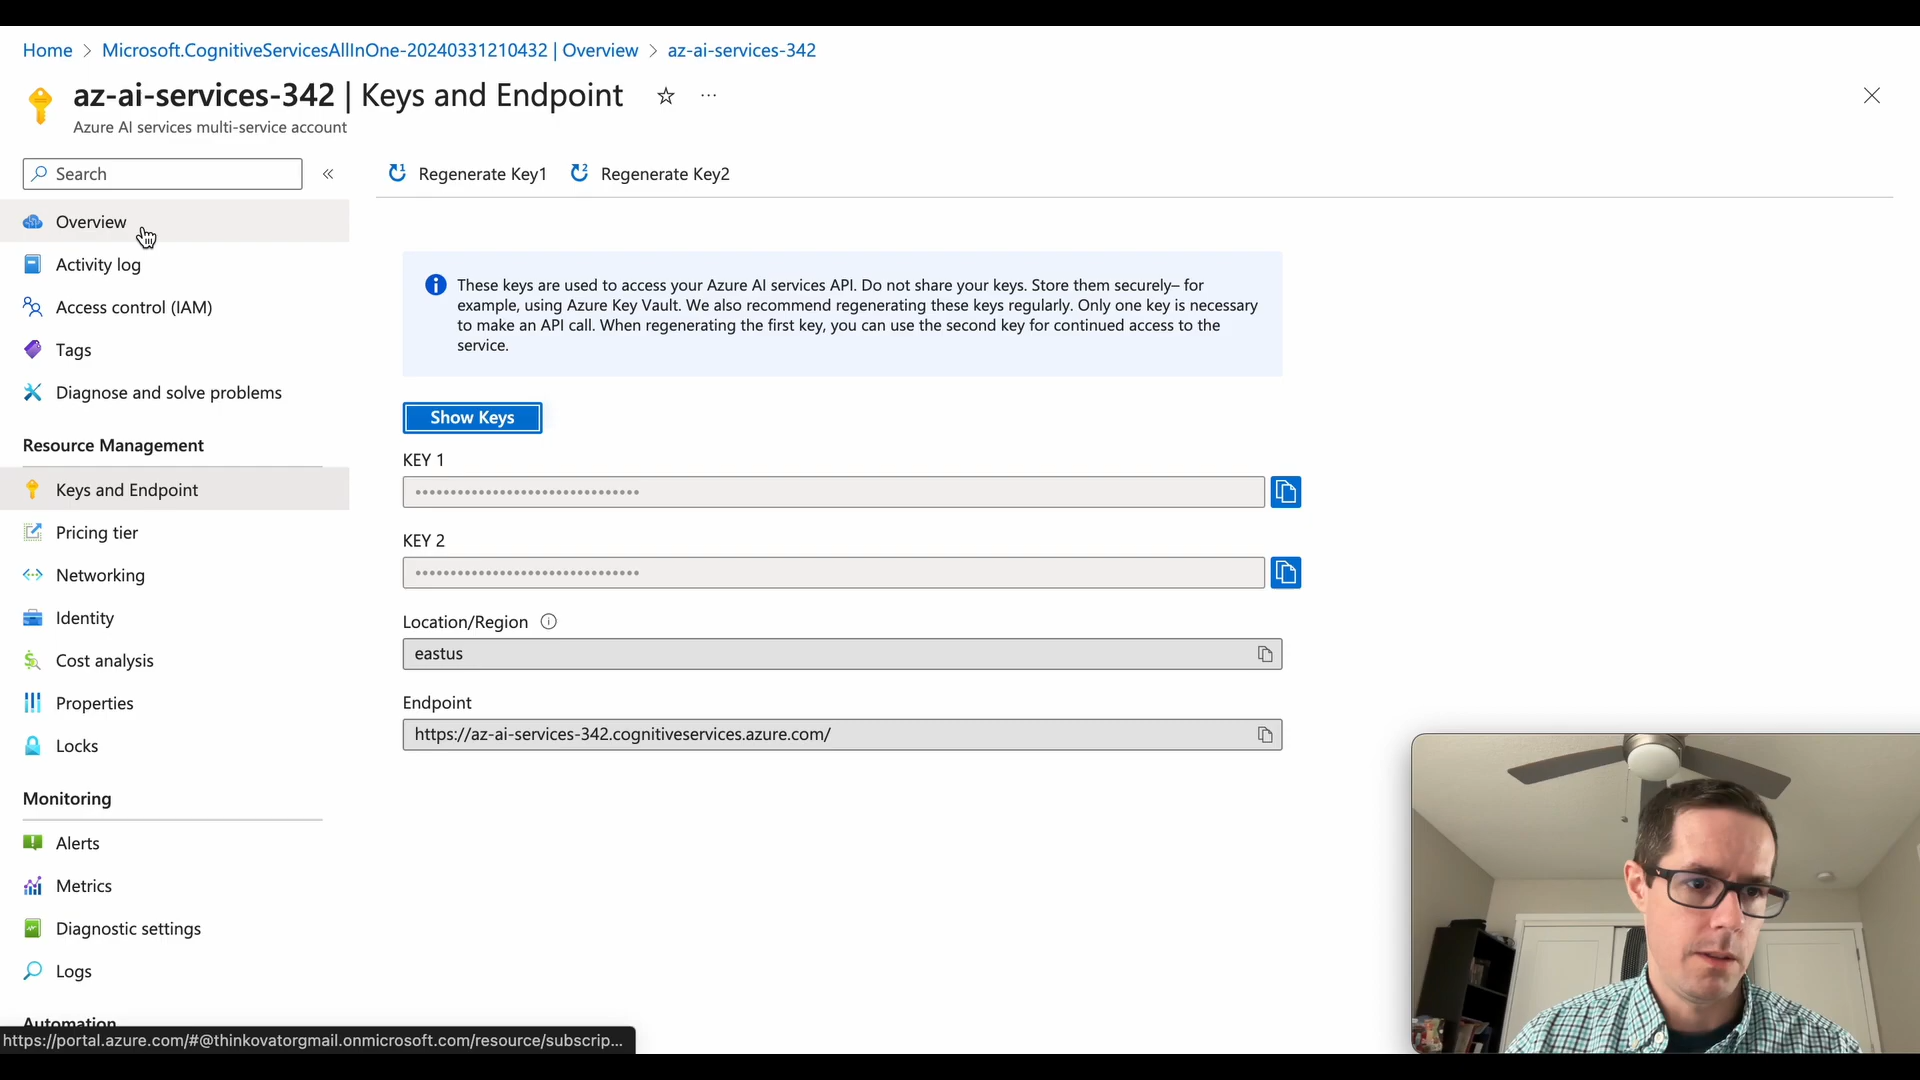 Home > Microsoft.CognitiveServicesAllInOne-20240331210432 | Overview > az-ai-services-342
az-ai-services-342 | Keys and Endpoint
Azure AI services multi-service account
Search
Regenerate Key1
Regenerate Key2
Overview
Activity log
Access control (IAM)
Tags
Diagnose and solve problems
Resource Management
Keys and Endpoint
Pricing tier
Networking
Identity
Cost analysis
Properties
Locks
Monitoring
Alerts
Metrics
Diagnostic settings
Logs
Automation
https://portal.azure.com/#@thinkovatorgmail.onmicrosoft.com/resource/subscrip...
These keys are used to access your Azure AI services API. Do not share your keys. Store them securely– for
example, using Azure Key Vault. We also recommend regenerating these keys regularly. Only one key is necessary
to make an API call. When regenerating the first key, you can use the second key for continued access to the
service.
Show Keys
KEY 1
•••••••••••••••••••••••••••••••• 
KEY 2
••••••••••••••••••••••••••••••••
Location/Region
eastus
Endpoint
https://az-ai-services-342.cognitiveservices.azure.com/